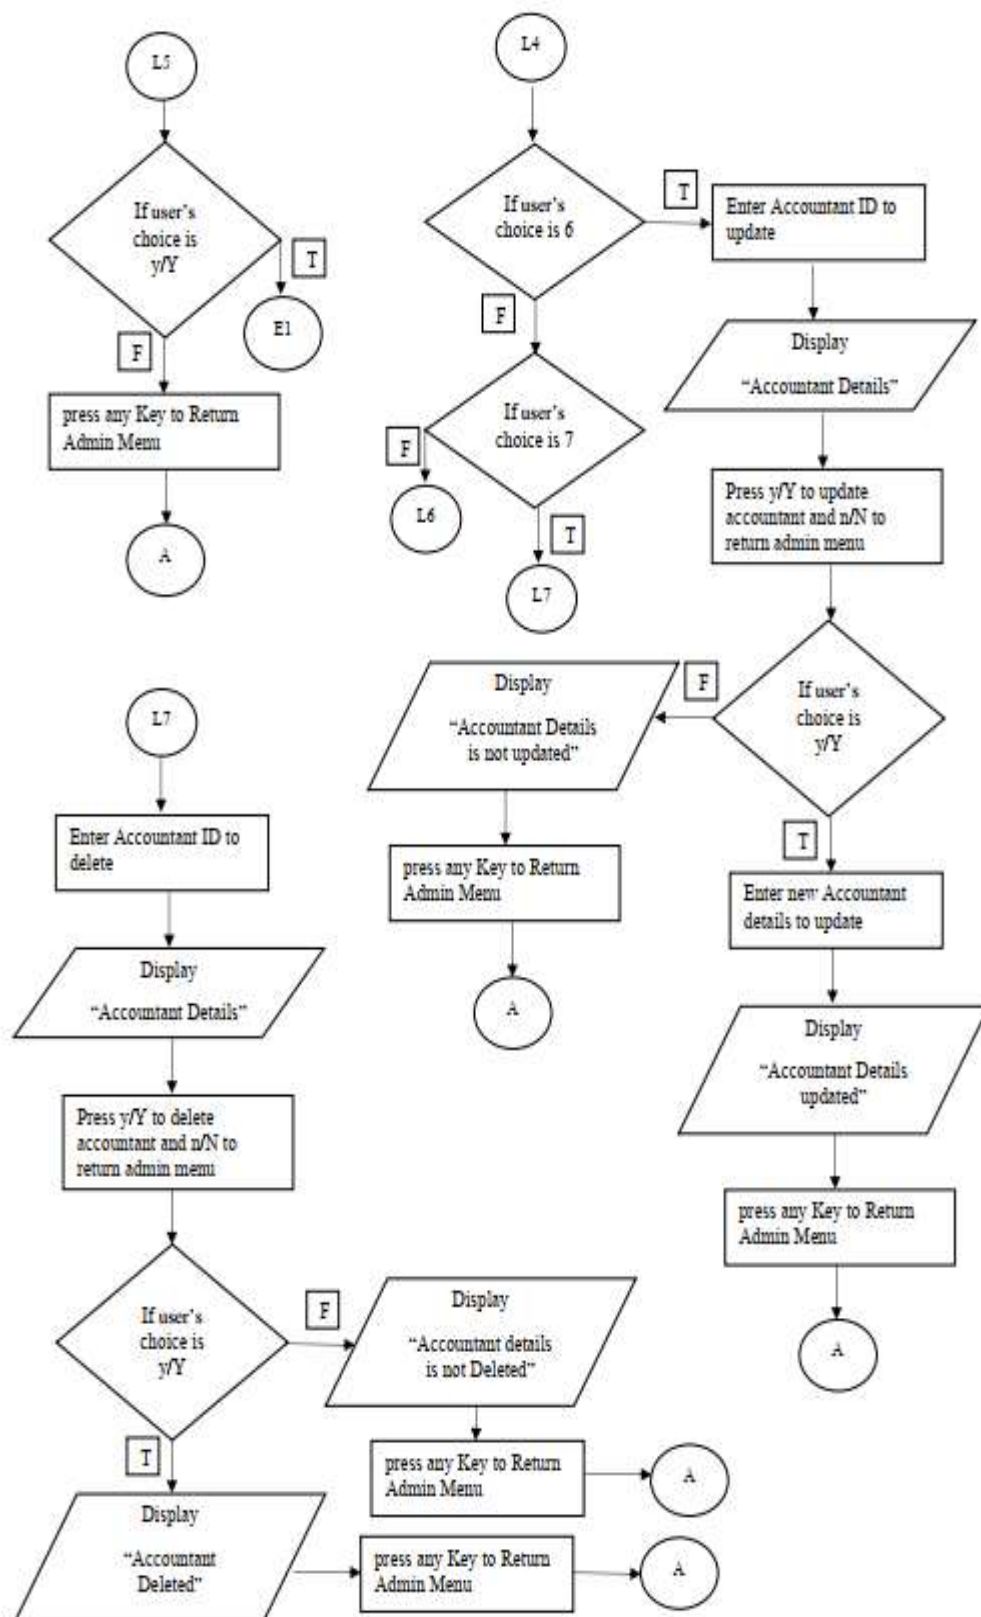 L5
If user's
choice is
y/Y
T
E1
F
press any Key to Return
Admin Menu
A
L4
If user's
choice is 6
T
Enter Accountant ID to
update
Display
“Accountant Details”
Press y/Y to update
accountant and n/N to
return admin menu
If user's
choice is
y/Y
F
Display
“Accountant Details
is not updated”
press any Key to Return
Admin Menu
A
T
Enter new Accountant
details to update
Display
“Accountant Details
updated”
press any Key to Return
Admin Menu
A
F
If user's
choice is 7
F
L6
T
L7
L7
Enter Accountant ID to
delete
Display
“Accountant Details”
Press y/Y to delete
accountant and n/N to
return admin menu
If user's
choice is
y/Y
F
Display
“Accountant details
is not Deleted”
press any Key to Return
Admin Menu
A
T
Display
“Accountant
Deleted”
press any Key to Return
Admin Menu
A